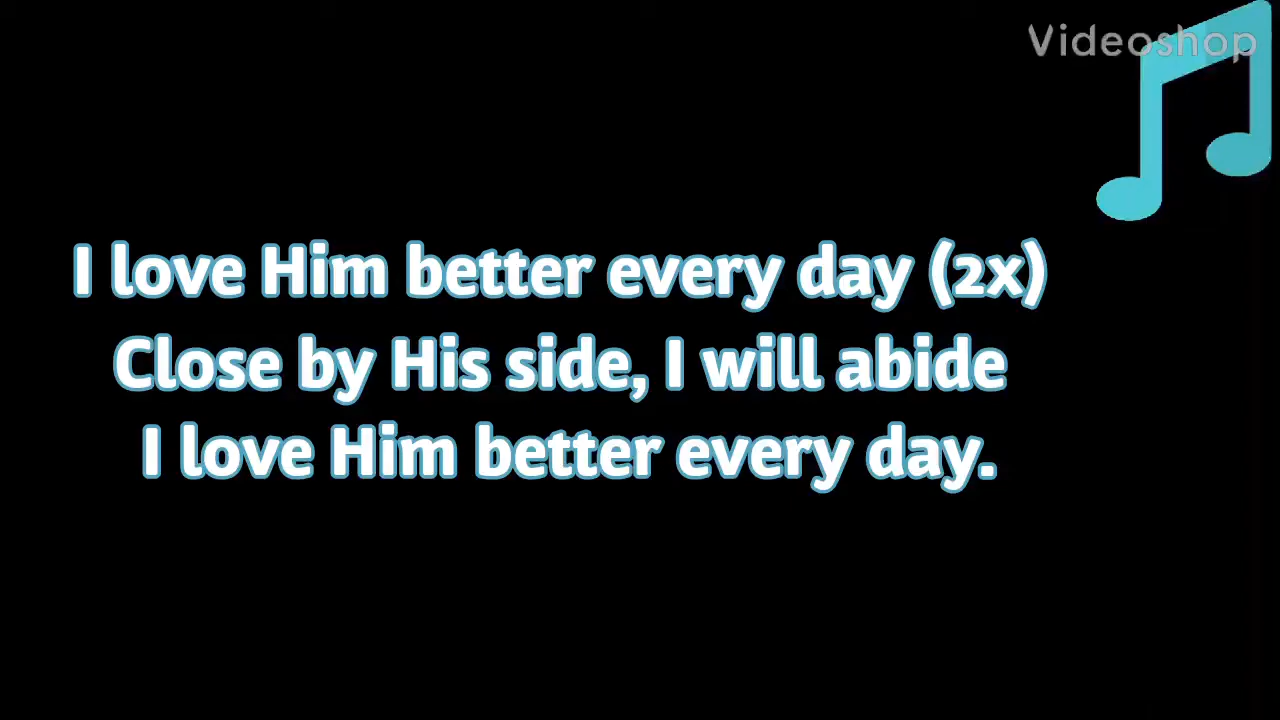 Videoshop
I love Him better every day (2x)
Close by His side, I will abide
I love Him better every day.